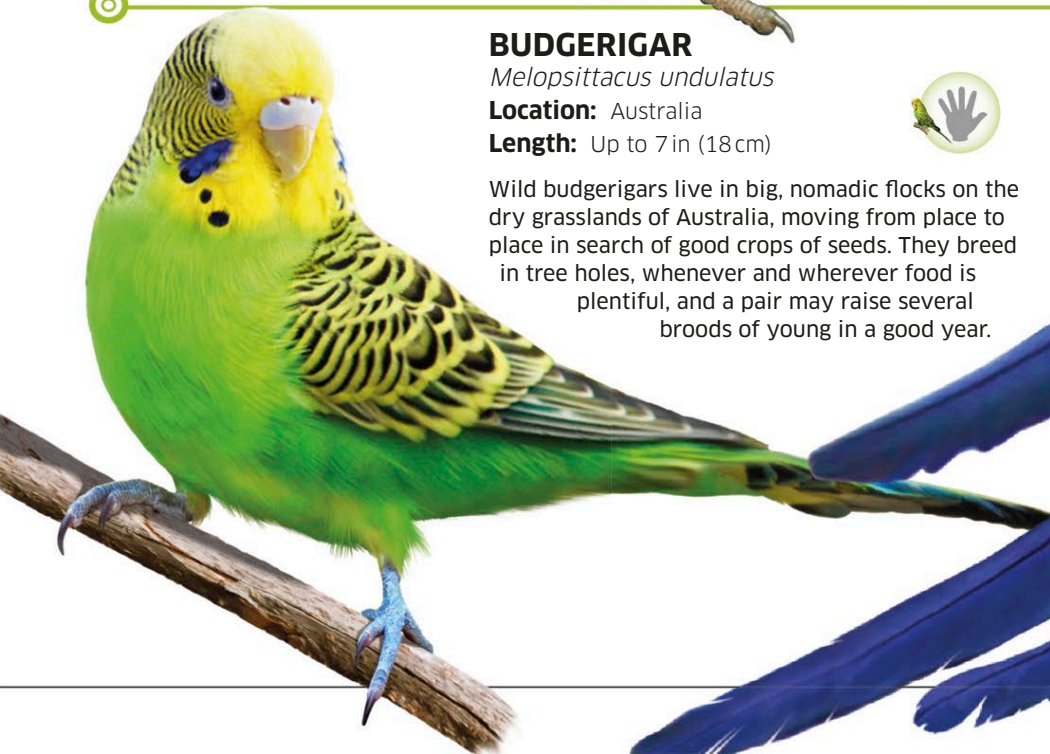 BUDGERIGAR
Melopsittacus undulatus
Location: Australia
Length: Up to 7 in (18 cm)
Wild budgerigars live in big, nomadic flocks on the
dry grasslands of Australia, moving from place to
place in search of good crops of seeds. They breed
in tree holes, whenever and wherever food is
plentiful, and a pair may raise several
broods of young in a good year.